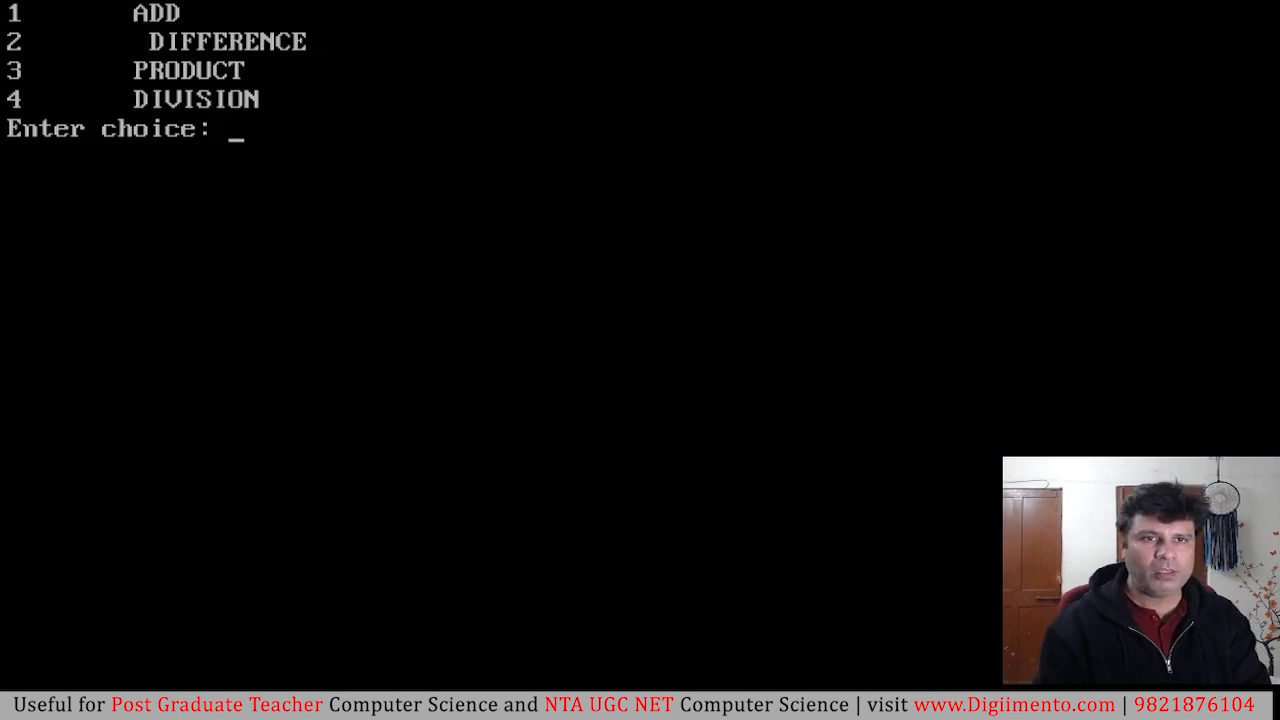 1 ADD
2 DIFFERENCE
3 PRODUCT
4 DIVISION
Enter choice: _
Useful for Post Graduate Teacher Computer Science and NTA UGC NET Computer Science | visit www.Digiimento.com | 9821876104